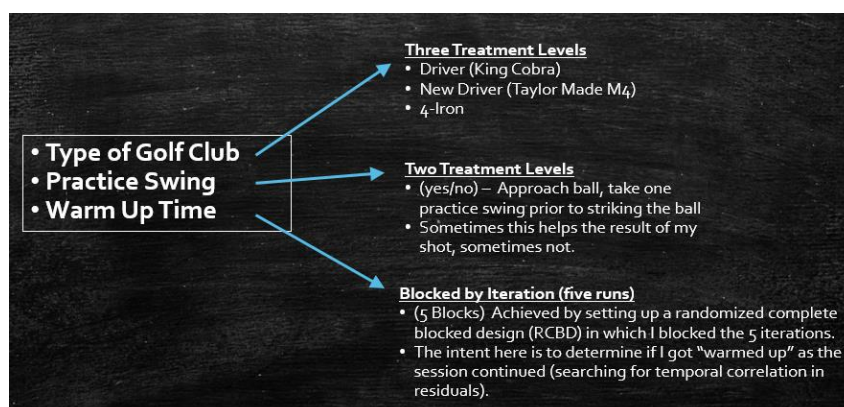 • Type of Golf Club
• Practice Swing
• Warm Up Time
Three Treatment Levels
• Driver (King Cobra)
• New Driver (Taylor Made M4)
• 4-Iron
Two Treatment Levels
• (yes/no) – Approach ball, take one
practice swing prior to striking the ball
• Sometimes this helps the result of my
shot, sometimes not.
Blocked by Iteration (five runs)
• (5 Blocks) Achieved by setting up a randomized complete
blocked design (RCBD) in which I blocked the 5 iterations.
• The intent here is to determine if I got “warmed up” as the
session continued (searching for temporal correlation in
residuals).